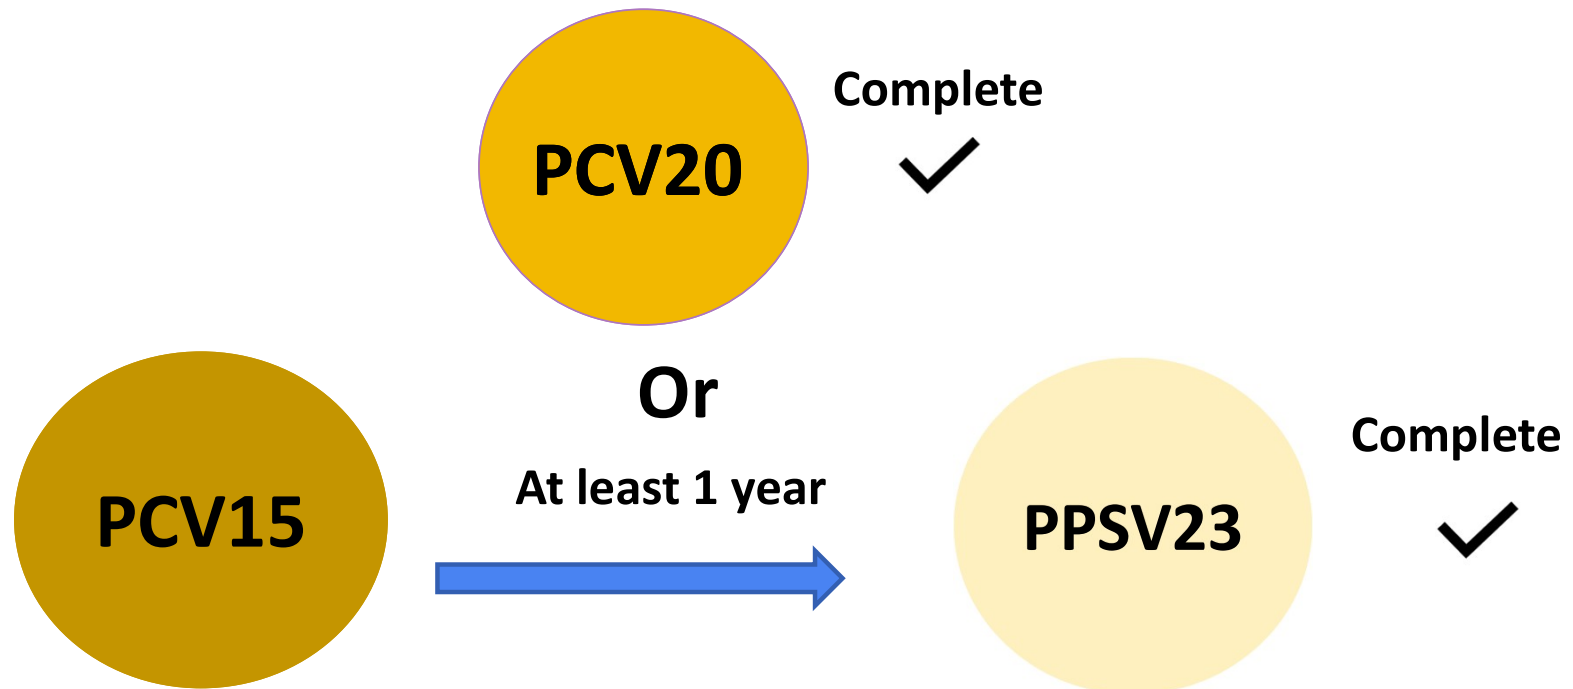 PCV20
Complete
Or
At least 1 year
PCV15
PPSV23
Complete